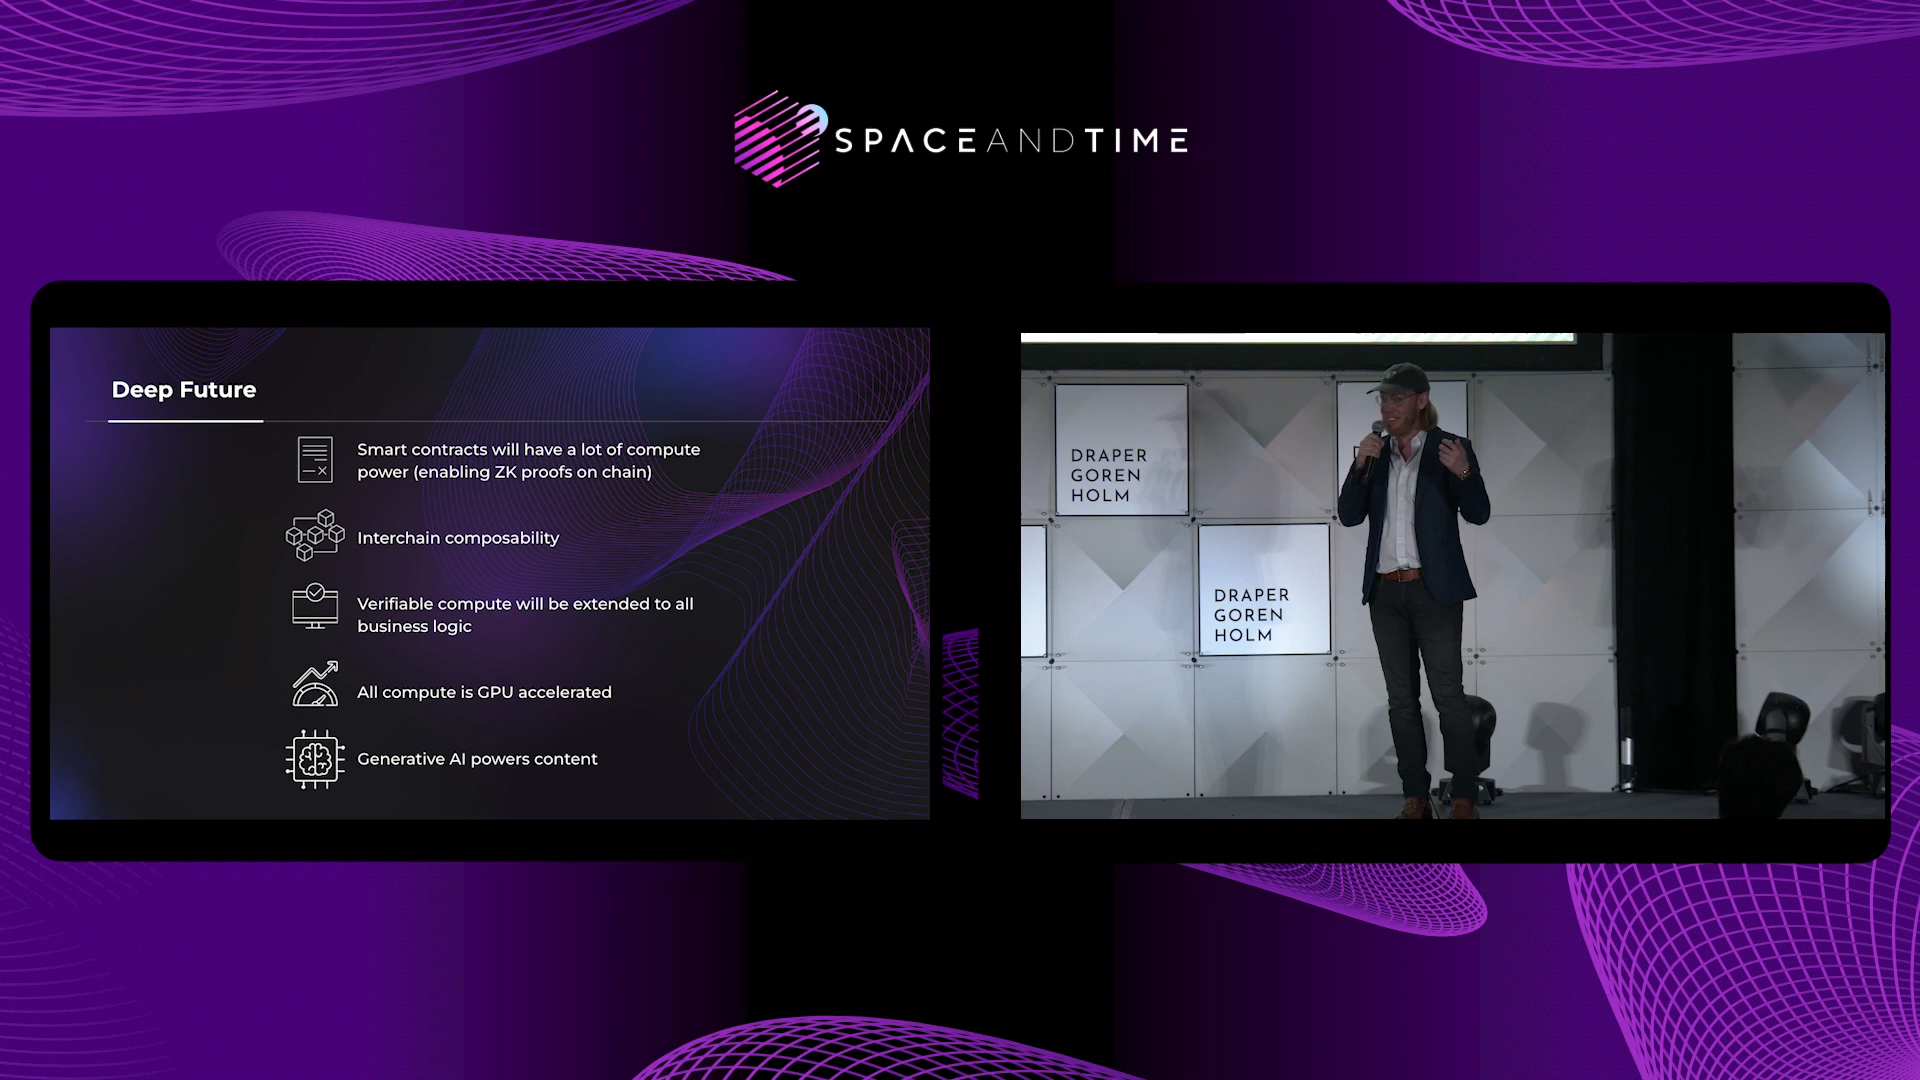 SPACEANDTIME
Deep Future
Smart contracts will have a lot of compute
power (enabling ZK proofs on chain)
Interchain composability
Verifiable compute will be extended to all
business logic
All compute is GPU accelerated
Generative AI powers content
DRAPER
GOREN
HOLM
DRAPER
GOREN
HOLM